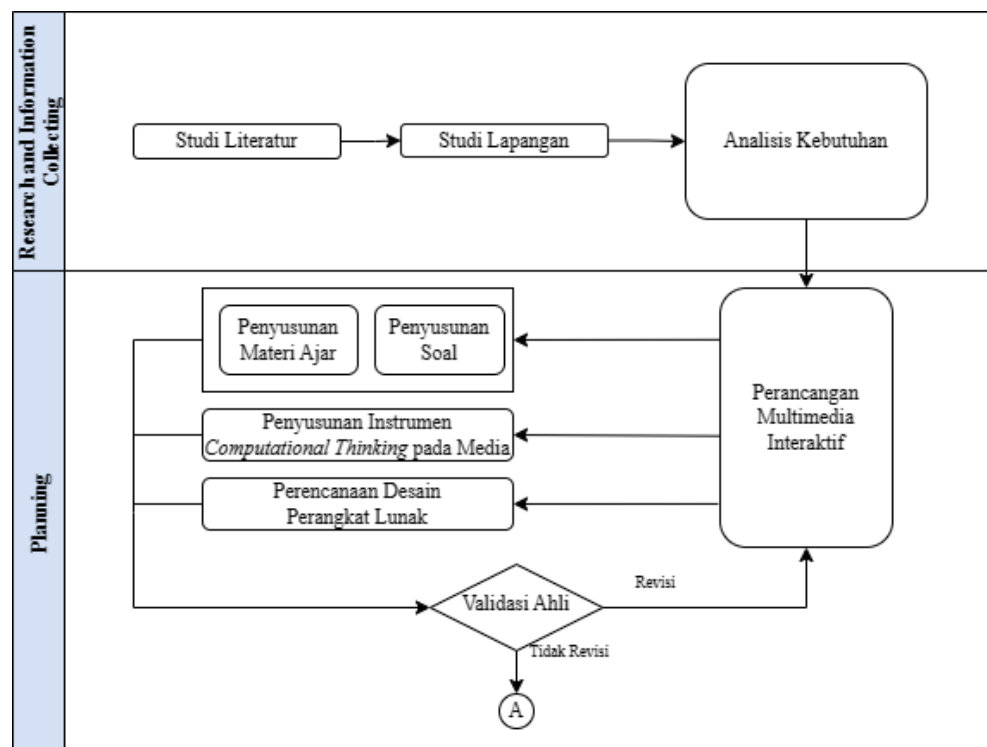 Research and Information
Collecting
Studi Literatur
Studi Lapangan
Analisis Kebutuhan
Planning
Penyusunan
Materi Ajar
Penyusunan
Soal
Penyusunan Instrumen
Computational Thinking pada Media
Perencanaan Desain
Perangkat Lunak
Perancangan
Multimedia
Interaktif
Validasi Ahli
Revisi
Tidak Revisi
A